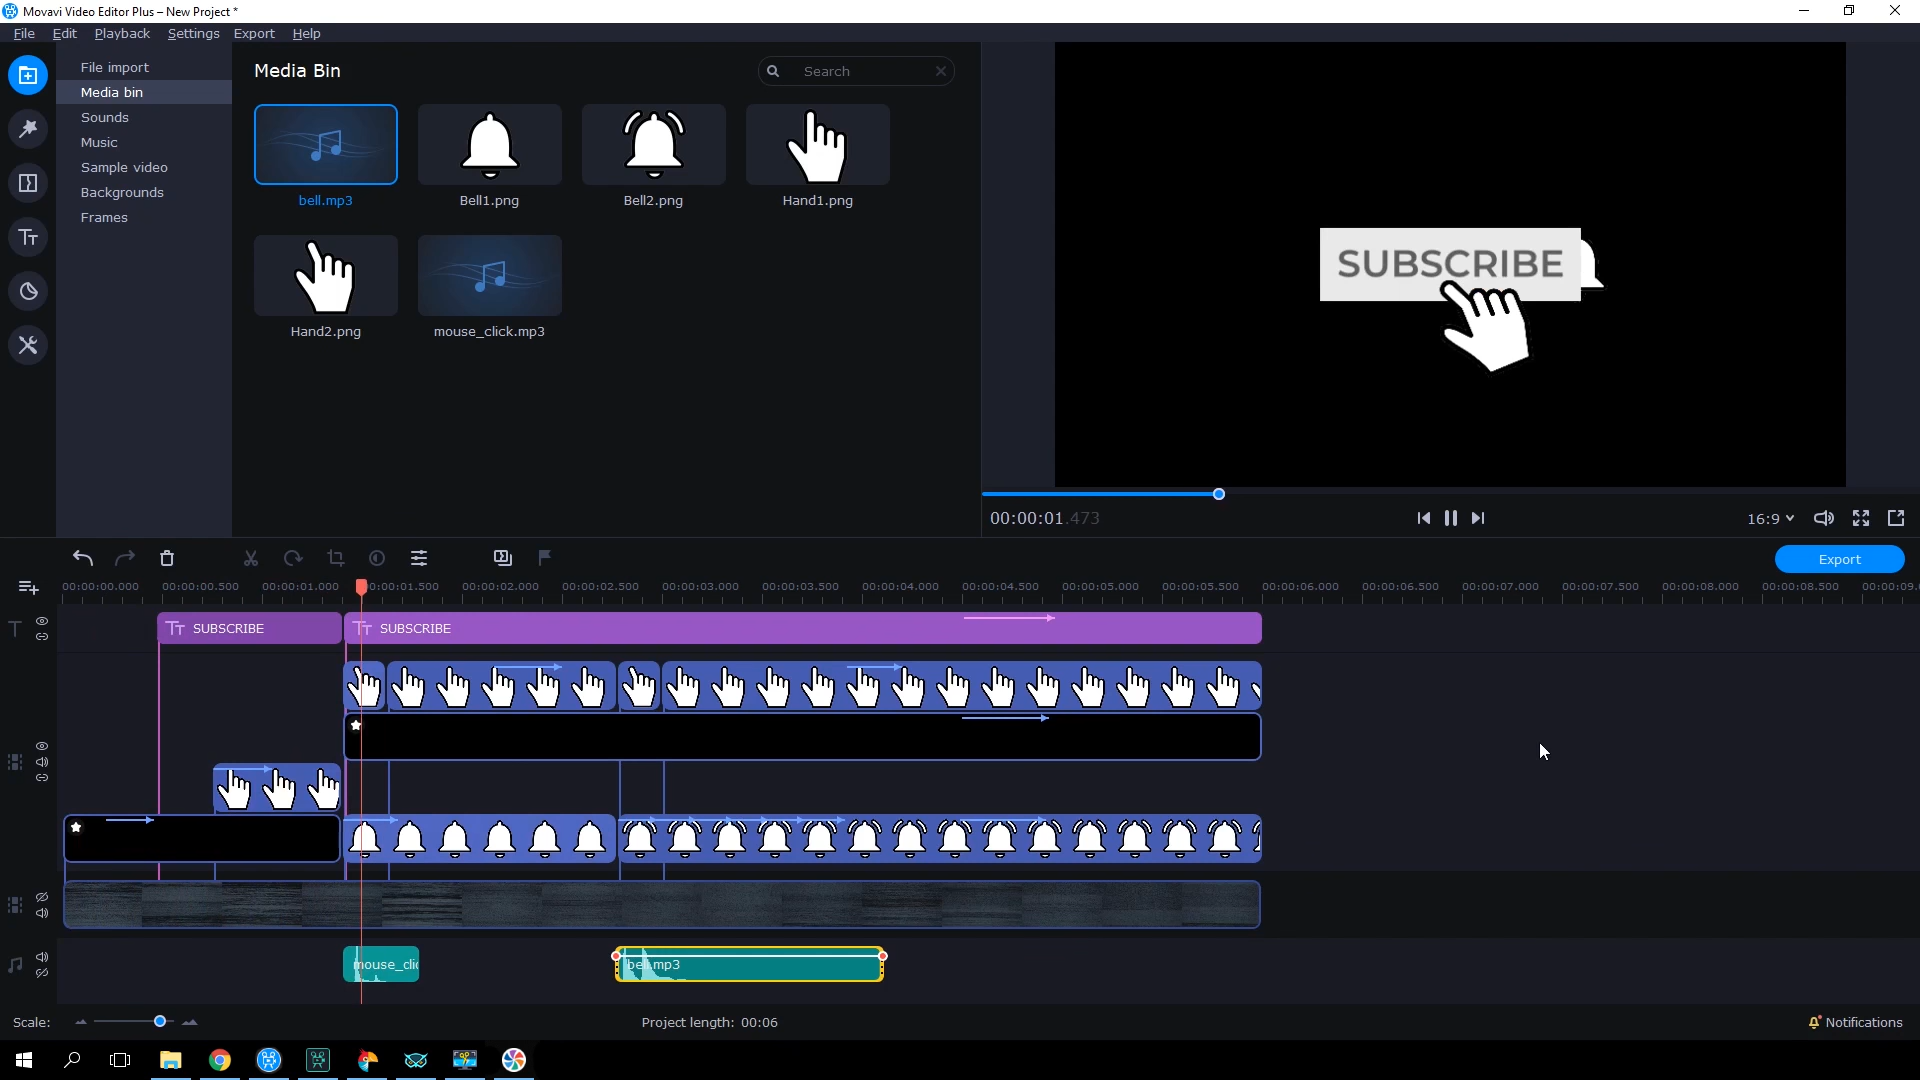 Movavi Video Editor Plus – New Project *
File Edit Playback Settings Export Help
File import
Media bin
Sounds
Music
Sample video
Backgrounds
Frames
Media Bin
Search
bell.mp3
Bell1.png
Bell2.png
Hand1.png
Hand2.png
mouse_click.mp3
SUBSCRIBE
00:00:01.473
16:9
Export
00:00:00.000 00:00:00.500 00:00:01.000 00:00:01.500 00:00:02.000 00:00:02.500 00:00:03.000 00:00:03.500 00:00:04.000 00:00:04.500 00:00:05.000 00:00:05.500 00:00:06.000 00:00:06.500 00:00:07.000 00:00:07.500 00:00:08.000 00:00:08.500 00:00:09.
SUBSCRIBE
SUBSCRIBE
mouse_clic
bell.mp3
Scale:
Project length: 00:06
Notifications